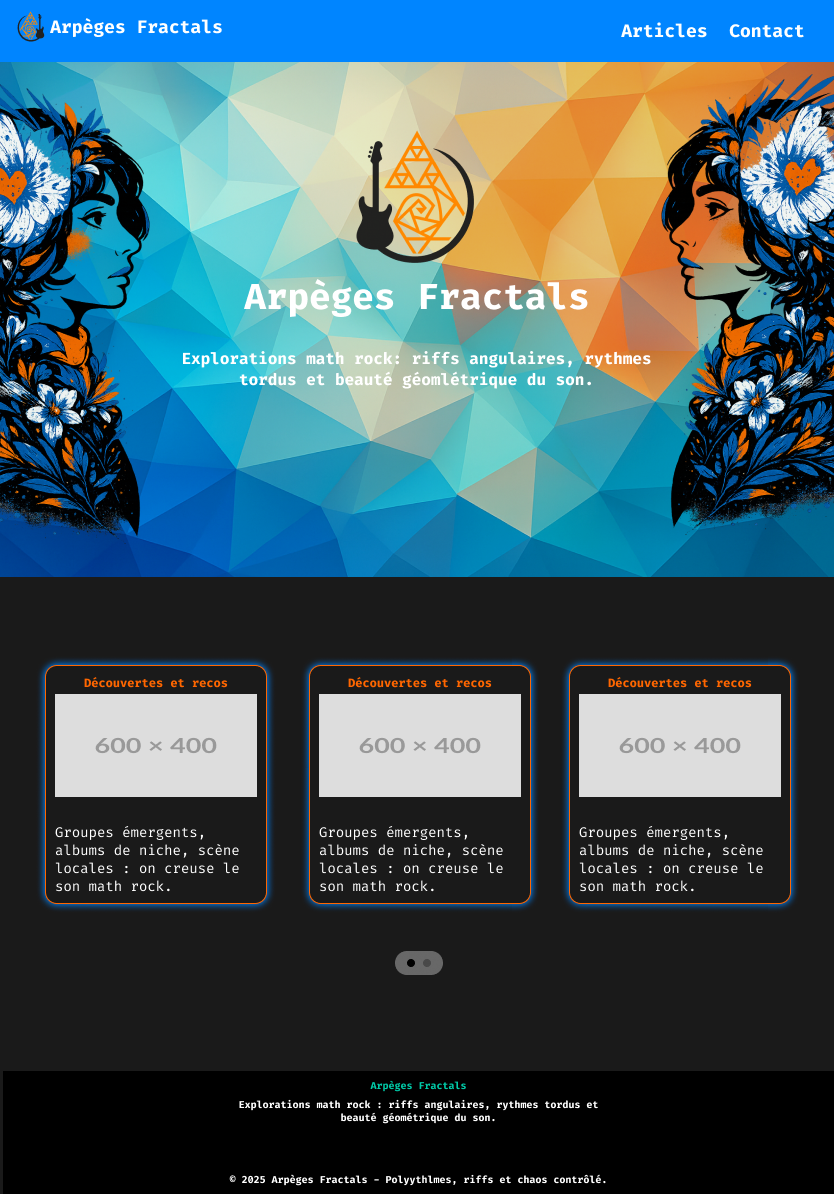 Arpèges Fractals
Articles Contact
Arpèges Fractals
Explorations math rock: riffs angulaires, rythmes
tordus et beauté géomlétrique du son.
Découvertes et recos
600 × 400
Groupes émergents,
albums de niche, scène
locales : on creuse le
son math rock.
Découvertes et recos
600 × 400
Groupes émergents,
albums de niche, scène
locales : on creuse le
son math rock.
Découvertes et recos
600 × 400
Groupes émergents,
albums de niche, scène
locales : on creuse le
son math rock.
Arpèges Fractals
Explorations math rock : riffs angulaires, rythmes tordus et
beauté géométrique du son.
© 2025 Arpèges Fractals - Polyythlmes, riffs et chaos contrôlé.